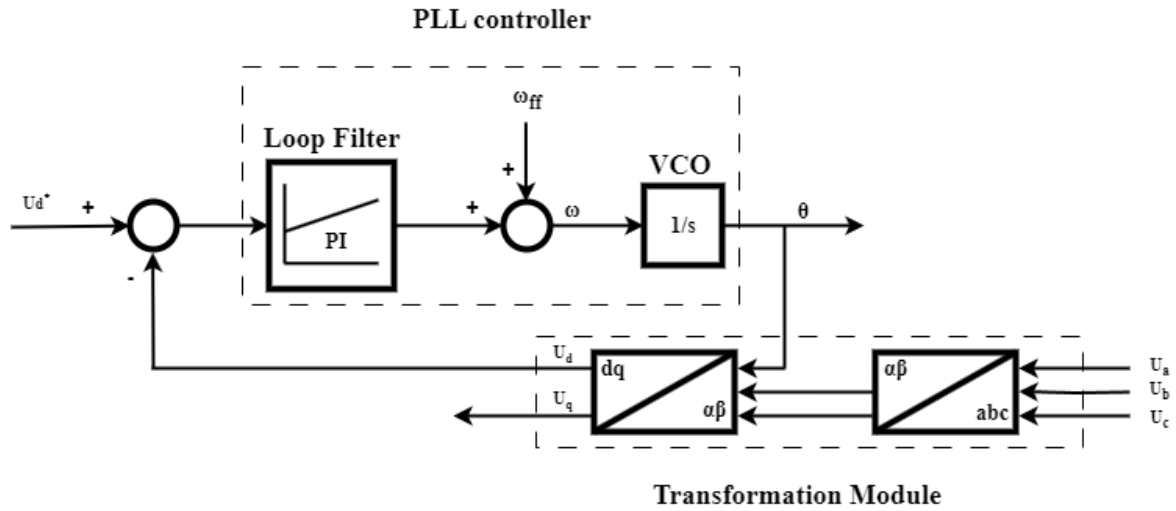 PLL controller
ωff
Loop Filter
VCO
Ud*
+
+
+
ω
1/s
θ
PI
-
Ud
dq
αβ
Ua
Uq
αβ
abc
Ub
Uc
Transformation Module